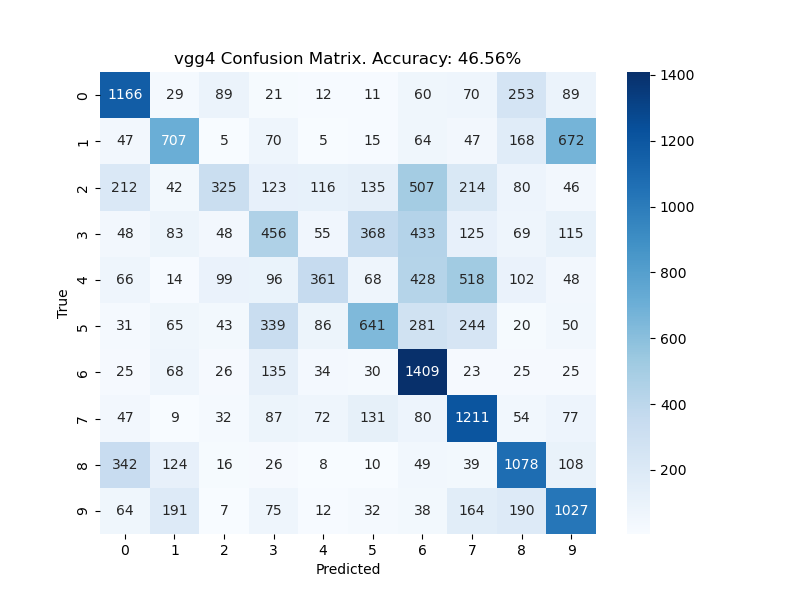 vgg4 Confusion Matrix. Accuracy: 46.56%
0 1166 29 89 21 12 11 60 70 253 89
1 47 707 5 70 5 15 64 47 168 672
2 212 42 325 123 116 135 507 214 80 46
3 48 83 48 456 55 368 433 125 69 115
4 66 14 99 96 361 68 428 518 102 48
5 31 65 43 339 86 641 281 244 20 50
6 25 68 26 135 34 30 1409 23 25 25
7 47 9 32 87 72 131 80 1211 54 77
8 342 124 16 26 8 10 49 39 1078 108
9 64 191 7 75 12 32 38 164 190 1027
0 1 2 3 4 5 6 7 8 9
Predicted
True
1400
1200
1000
800
600
400
200